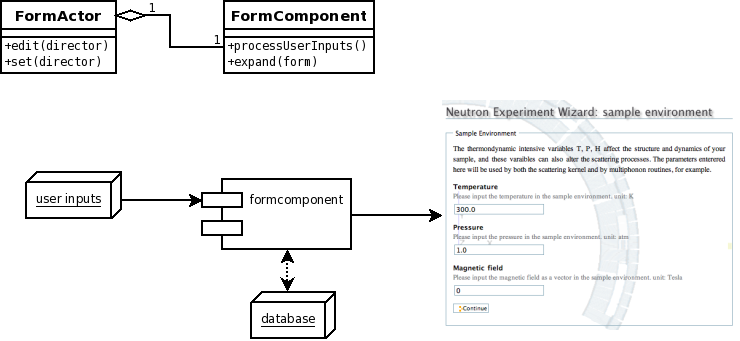 FormActor
1
FormComponent
+edit(director)
+set(director)
1
+processUserInputs()
+expand(form)
Neutron Experiment Wizard: sample environment
Sample Environment
The thermondynamic intensive variables T, P, H affect the structure and dynamics of your
sample, and these variables can also alter the scattering processes. The parameters entererd
here will be used by both the scattering kernel and by multiphonon routines, for example.
Temperature
Please input the temperature in the sample environment. unit: K
300.0
Pressure
Please input the pressure in the sample environment. unit: atm
1.0
Magnetic field
Please input the magnetic field as a vector in the sample environment. unit: Tesla
0
Continue
user inputs
formcomponent
database